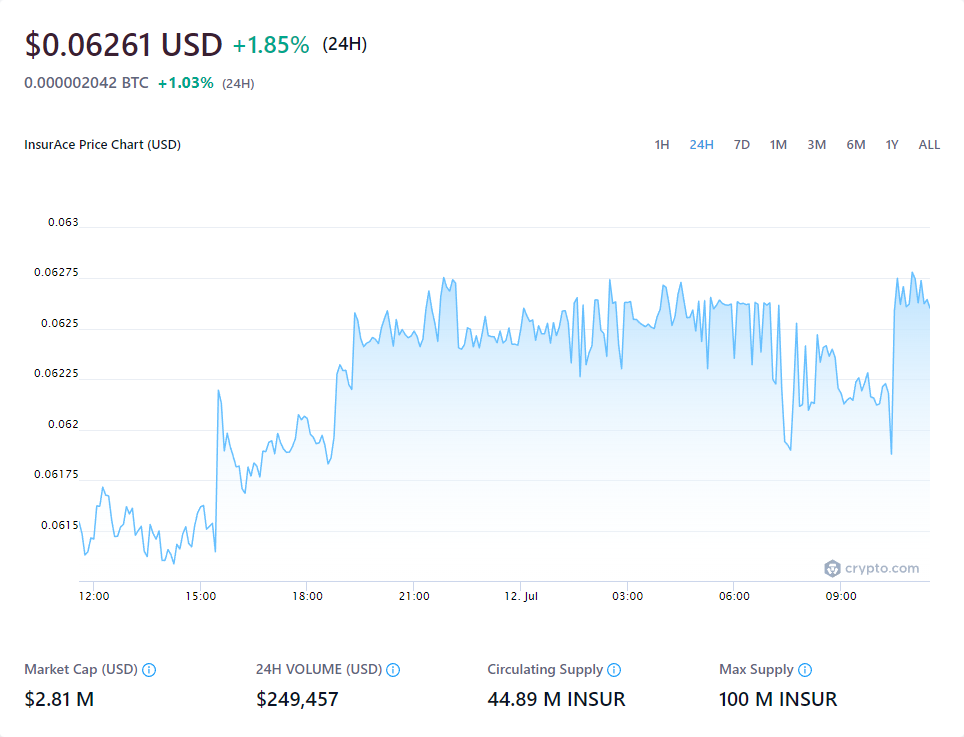 $0.06261 USD +1.85% (24H)
0.000002042 BTC +1.03% (24H)
InsurAce Price Chart (USD) 1H 24H 7D 1M 3M 6M 1Y ALL
0.063
0.06275
0.0625
0.06225
0.062
0.06175
0.0615
crypto.com
12:00 15:00 18:00 21:00 12. Jul 03:00 06:00 09:00
Market Cap (USD) 24H VOLUME (USD) Circulating Supply Max Supply
$2.81 M $249,457 44.89 M INSUR 100 M INSUR